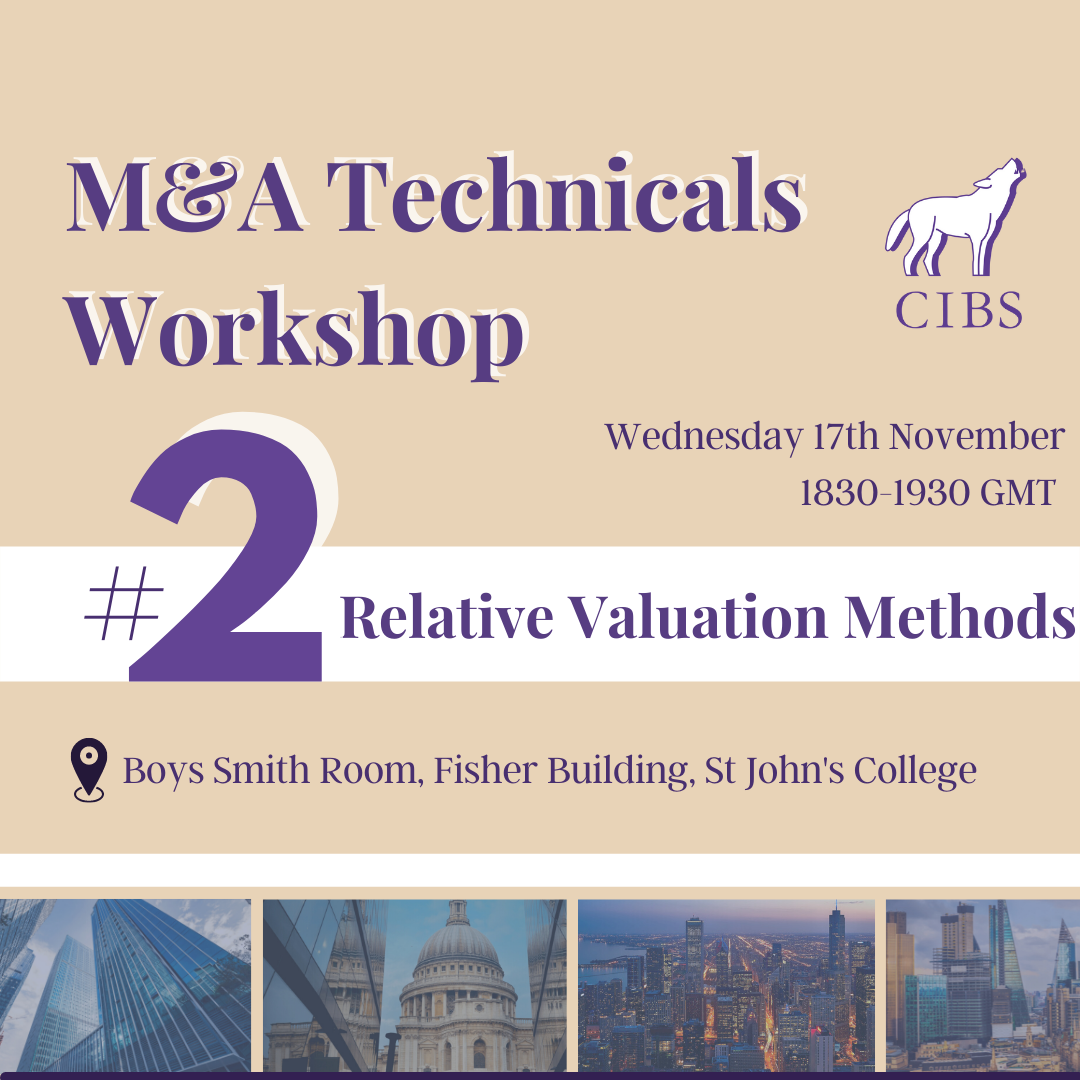 M&A Technicals
Workshop
CIBS
Wednesday 17th November
1830-1930 GMT
#2
Relative Valuation Methods
Boys Smith Room, Fisher Building, St John's College